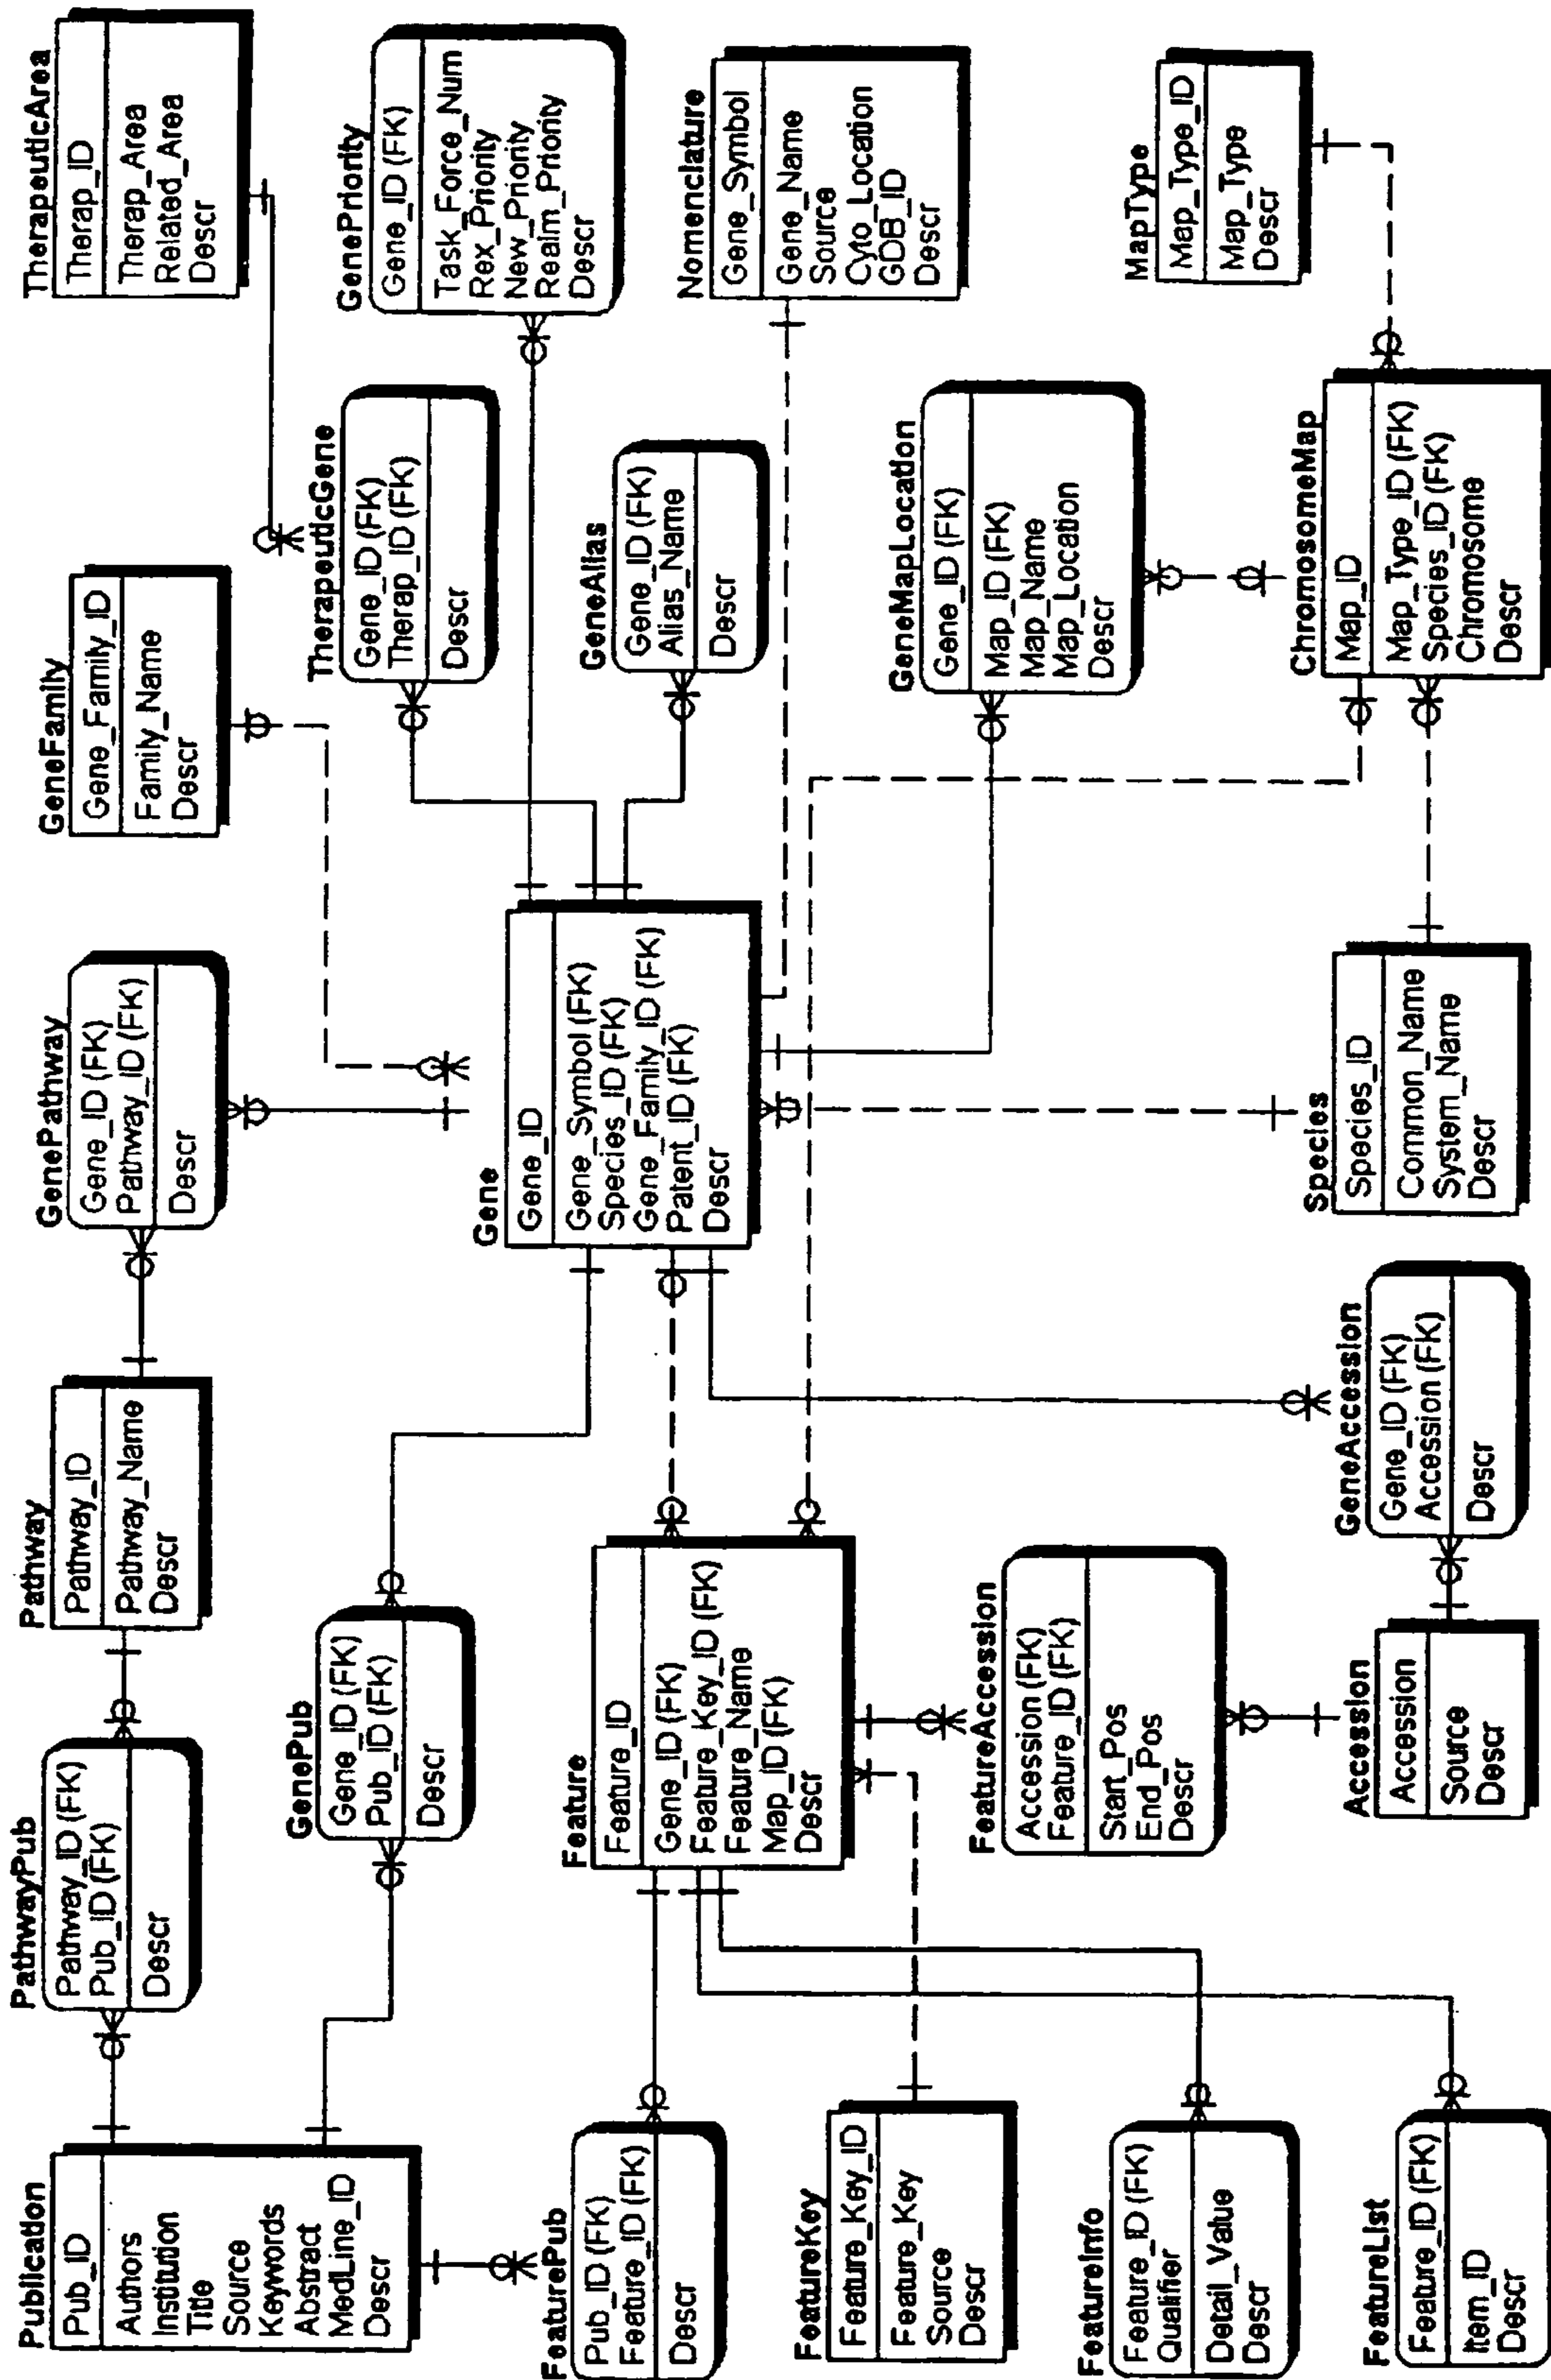 Publication
Pub_ID
Authors
Institution
Title
Source
Keywords
Abstract
MedLine_ID
Descr
PathwayPub
Pathway_ID (FK)
Pub_ID (FK)
Descr
Pathway
Pathway_ID
Pathway_Name
Descr
GenePathway
Gene_ID (FK)
Pathway_ID (FK)
Descr
GeneFamily
Gene_Family_ID
Family_Name
Descr
TherapeuticArea
Therap_ID
Therap_Area
Related_Area
Descr
GenePub
Gene_ID (FK)
Pub_ID (FK)
Descr
TherapeuticGene
Gene_ID (FK)
Therap_ID (FK)
Descr
GenePriority
Gene_ID (FK)
Task_Force_Num
Rex_Priority
New_Priority
Realm_Priority
Descr
FeaturePub
Pub_ID (FK)
Feature_ID (FK)
Descr
Feature
Feature_ID
Gene_ID (FK)
Feature_Key_ID (FK)
Feature_Name
Map_ID (FK)
Descr
Gene
Gene_ID
Gene_Symbol (FK)
Species_ID (FK)
Gene_Family_ID (FK)
Patent_ID (FK)
Descr
GeneAlias
Gene_ID (FK)
Alias_Name
Descr
Nomenclature
Gene_Symbol
Gene_Name
Source
Cyto_Location
GDB_ID
Descr
FeatureKey
Feature_Key_ID
Feature_Key
Source
Descr
FeatureAccession
Accession (FK)
Feature_ID (FK)
Start_Pos
End_Pos
Descr
GeneMapLocation
Gene_ID (FK)
Map_ID (FK)
Map_Name
Map_Location
Descr
FeatureInfo
Feature_ID (FK)
Qualifier
Detail_Value
Descr
MapType
Map_Type_ID
Map_Type
Descr
FeatureList
Feature_ID (FK)
Item_ID
Descr
Accession
Accession
Source
Descr
GeneAccession
Gene_ID (FK)
Accession (FK)
Descr
Species
Species_ID
Common_Name
System_Name
Descr
ChromosomeMap
Map_ID
Map_Type_ID (FK)
Species_ID (FK)
Chromosome
Descr